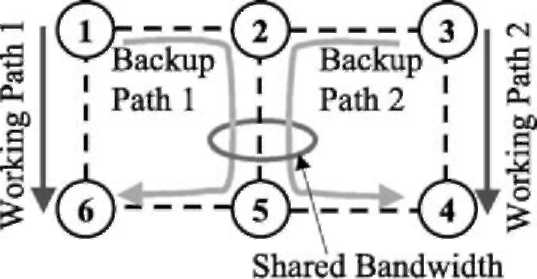 1
2
3
Working Path 1
Backup
Path 1
Backup
Path 2
Working Path 2
6
5
4
Shared Bandwidth